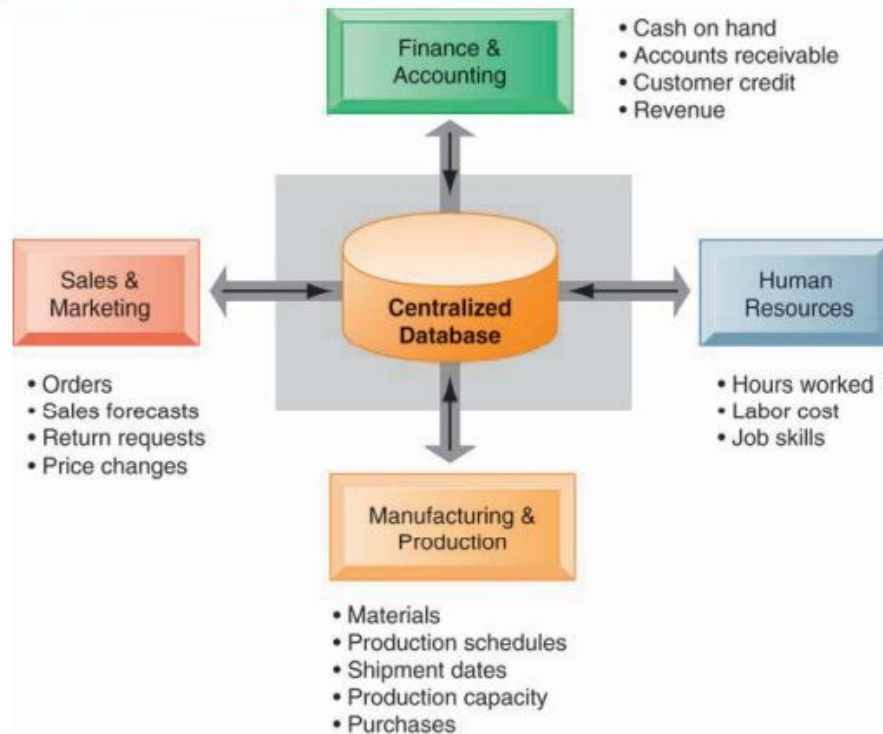 Finance &
Accounting
• Cash on hand
• Accounts receivable
• Customer credit
• Revenue
Sales &
Marketing
• Orders
• Sales forecasts
• Return requests
• Price changes
Centralized
Database
Human
Resources
• Hours worked
• Labor cost
• Job skills
Manufacturing &
Production
• Materials
• Production schedules
• Shipment dates
• Production capacity
• Purchases